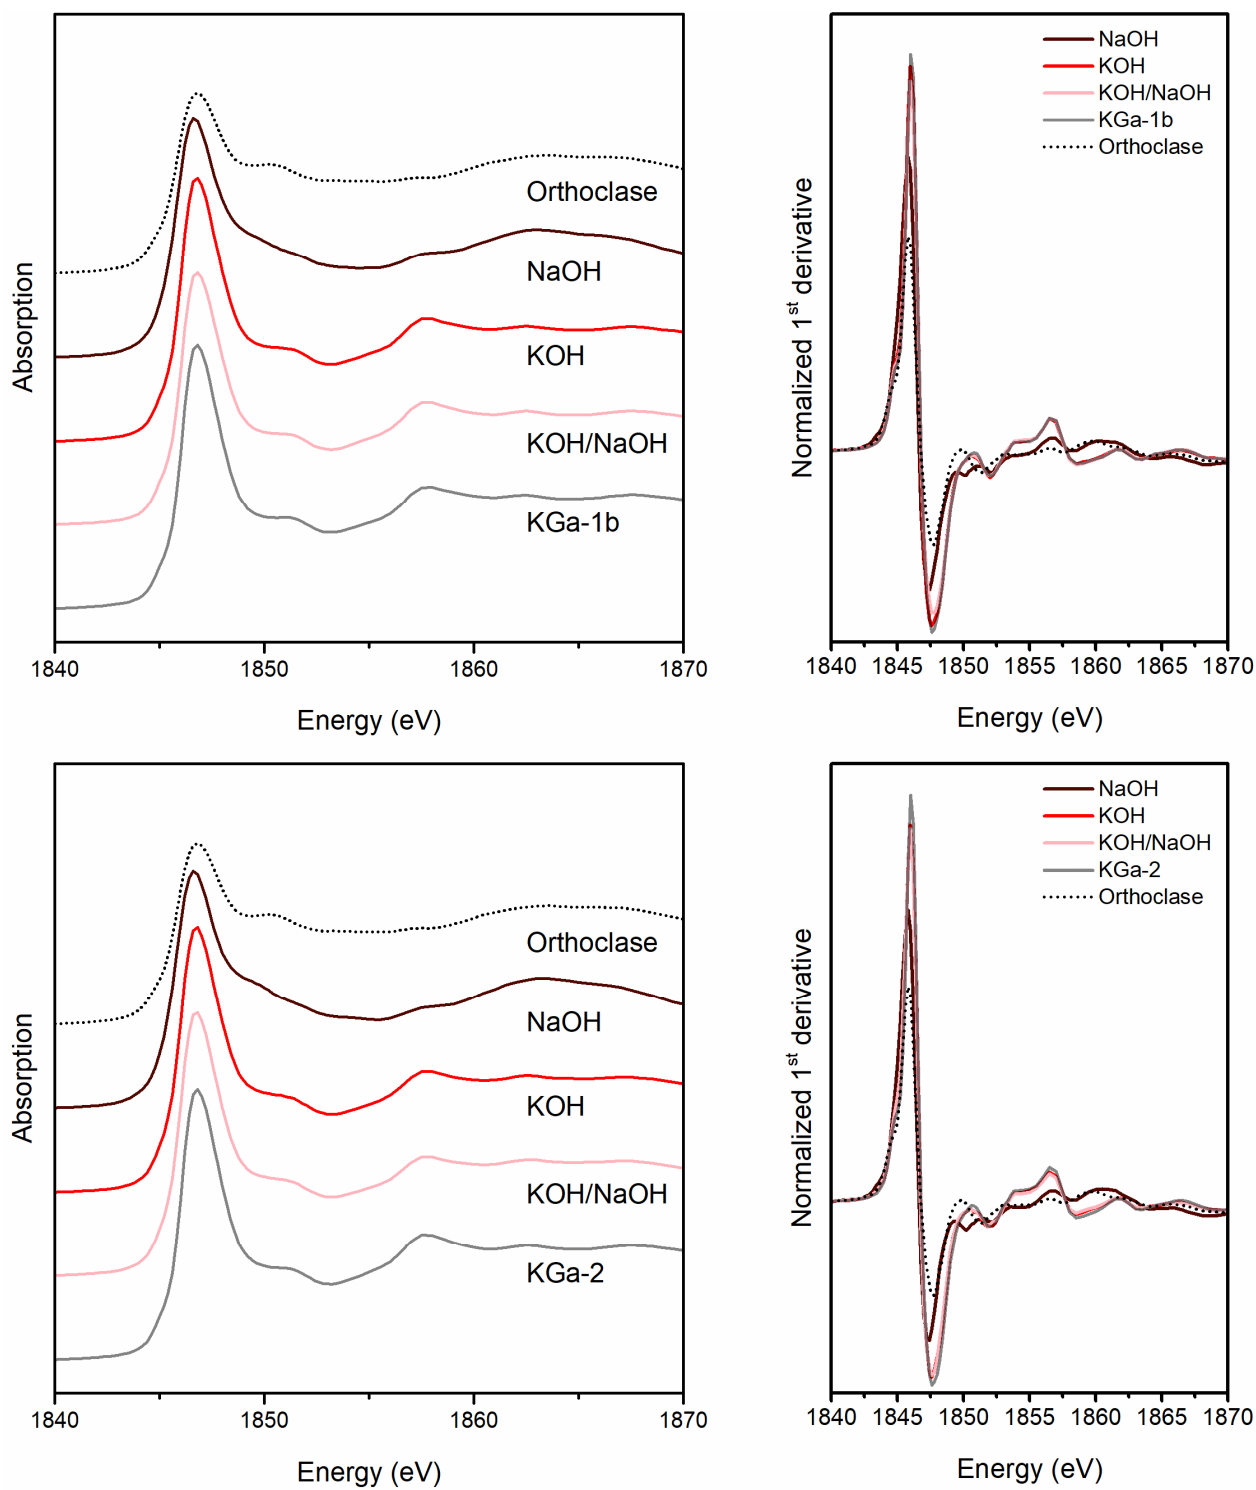 Absorption
Orthoclase
NaOH
KOH
KOH/NaOH
KGa-1b
1840 1850 1860 1870
Energy (eV)
Normalized 1st derivative
NaOH
KOH
KOH/NaOH
KGa-1b
Orthoclase
1840 1845 1850 1855 1860 1865 1870
Energy (eV)
Absorption
Orthoclase
NaOH
KOH
KOH/NaOH
KGa-2
1840 1850 1860 1870
Energy (eV)
Normalized 1st derivative
NaOH
KOH
KOH/NaOH
KGa-2
Orthoclase
1840 1845 1850 1855 1860 1865 1870
Energy (eV)